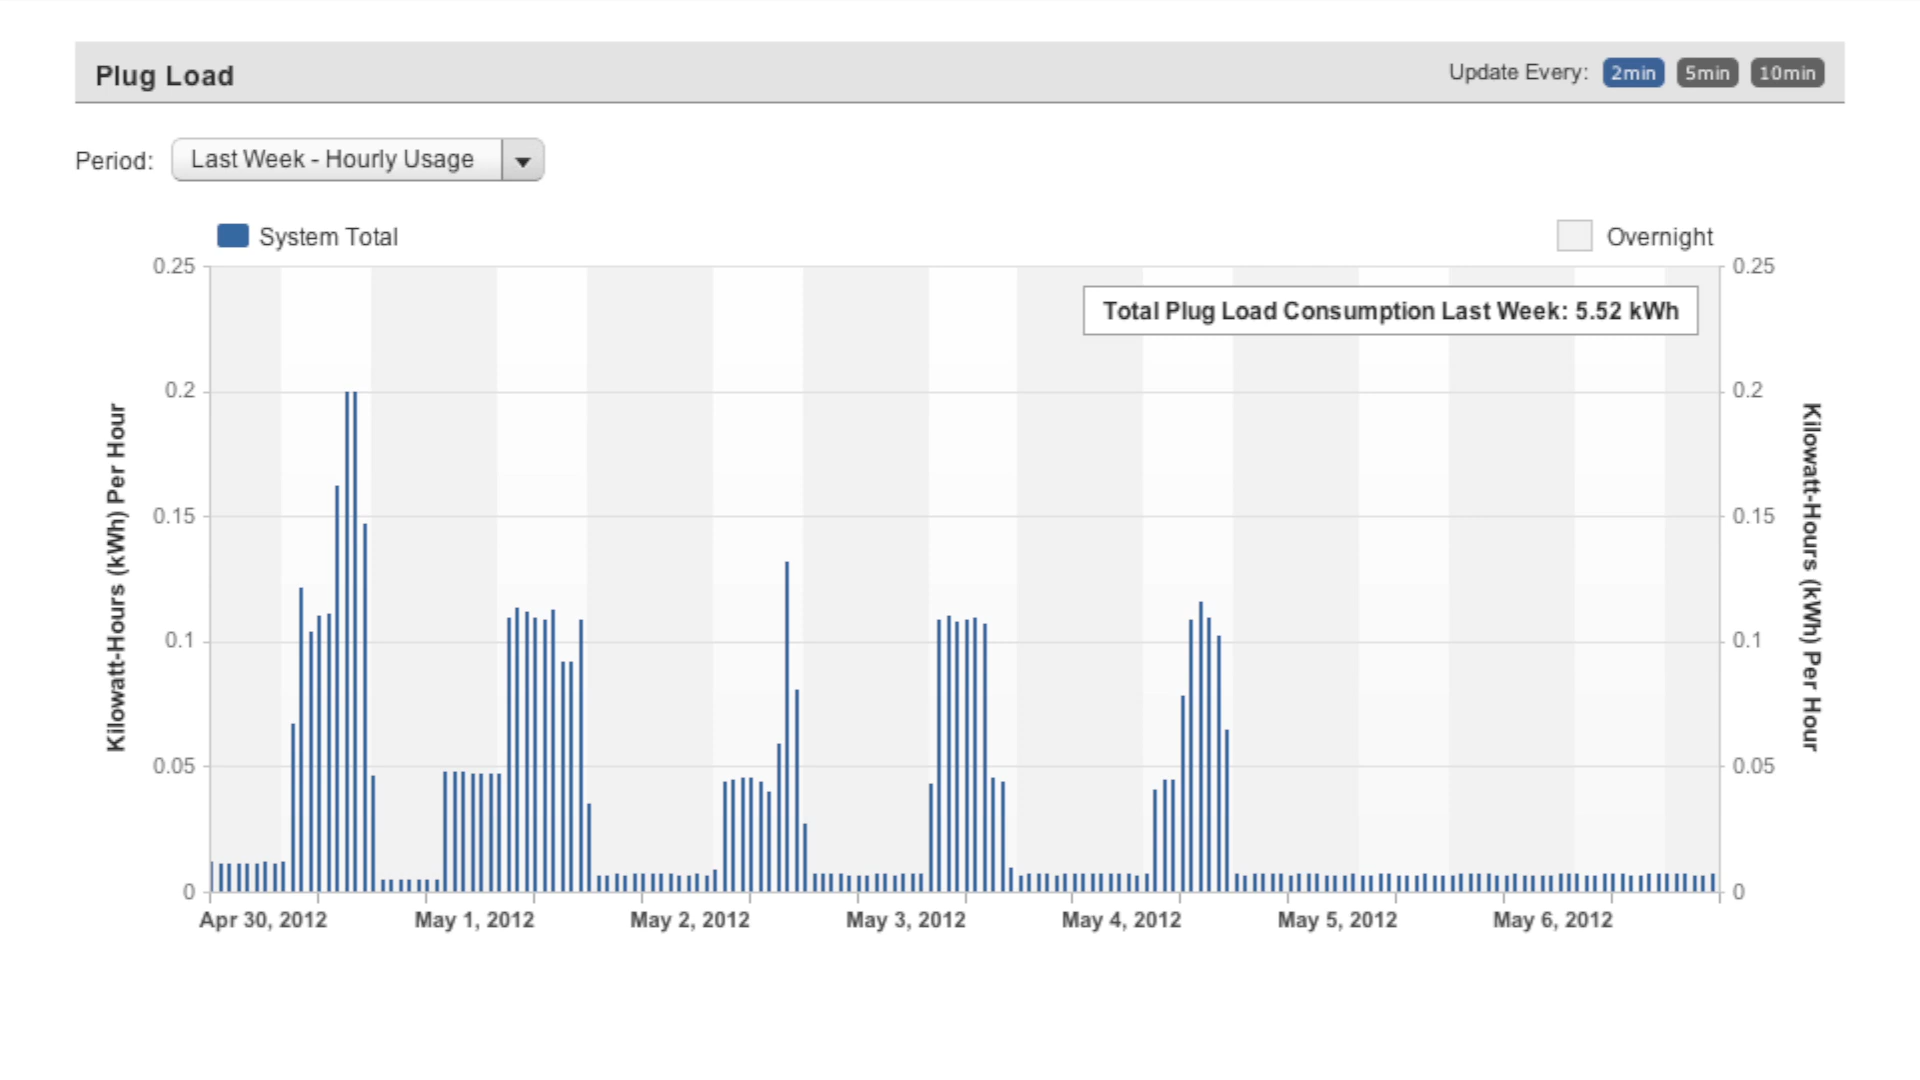 Plug Load
Update Every: 2min 5min 10min
Period: Last Week - Hourly Usage
System Total
Overnight
Total Plug Load Consumption Last Week: 5.52 kWh
Kilowatt-Hours (kWh) Per Hour
0.25
0.2
0.15
0.1
0.05
0
0.25
0.2
0.15
0.1
0.05
0
Kilowatt-Hours (kWh) Per Hour
Apr 30, 2012 May 1, 2012 May 2, 2012 May 3, 2012 May 4, 2012 May 5, 2012 May 6, 2012